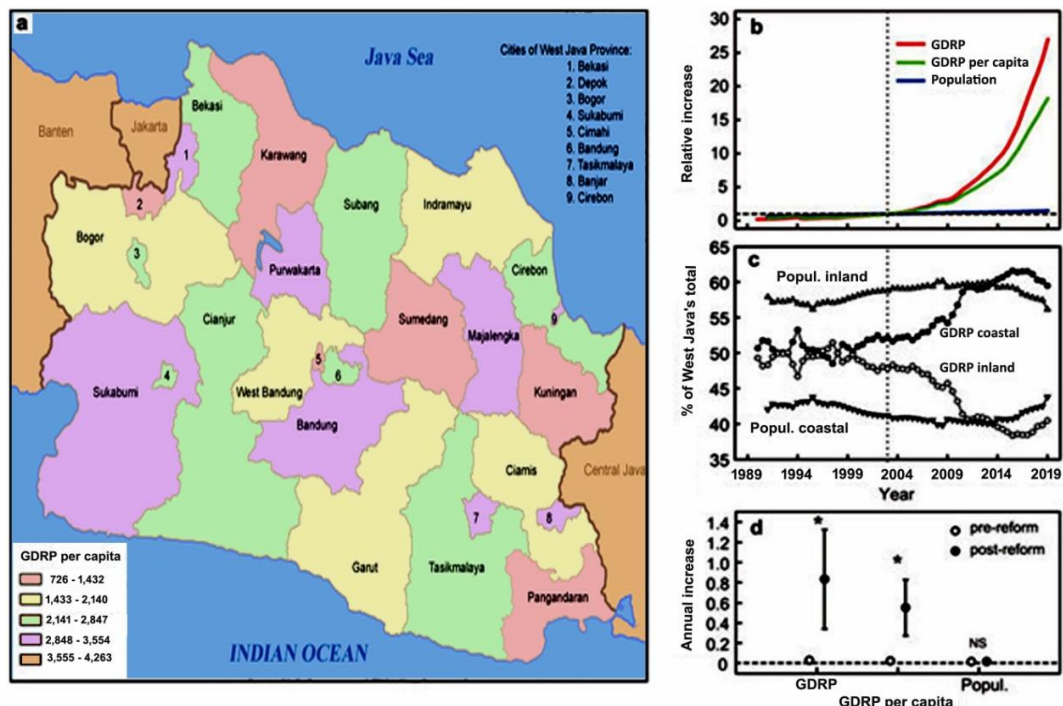 a
Java Sea
Cities of West Java Province:
1. Bekasi
2. Depok
3. Bogor
4. Sukabumi
5. Cimahi
6. Bandung
7. Tasikmalaya
8. Banjar
9. Cirebon
Banten
Jakarta
Bekasi
1
Karawang
2
Subang
Indramayu
Bogor
3
Purwakarta
Cirebon
9
Cianjur
Sumedang
Majalengka
Sukabumi
4
5
6
West Bandung
Kuningan
Bandung
Ciamis
Central Java
7
8
Garut
Tasikmalaya
Pangandaran
INDIAN OCEAN
GDRP per capita
726 - 1,432
1,433 - 2,140
2,141 - 2,847
2,848 - 3,554
3,555 - 4,263
b
GDRP
GDRP per capita
Population
Relative increase
30
25
20
15
10
5
1
0
c
% of West Java's total
65
60
55
50
45
40
35
Popul. inland
GDRP coastal
GDRP inland
Popul. coastal
1989 1994 1999 2004 2009 2014 2019
Year
d
pre-reform
post-reform
Annual increase
1.4
1.2
1.0
0.8
0.6
0.4
0.2
0
*
*
NS
GDRP
Popul.
GDRP per capita